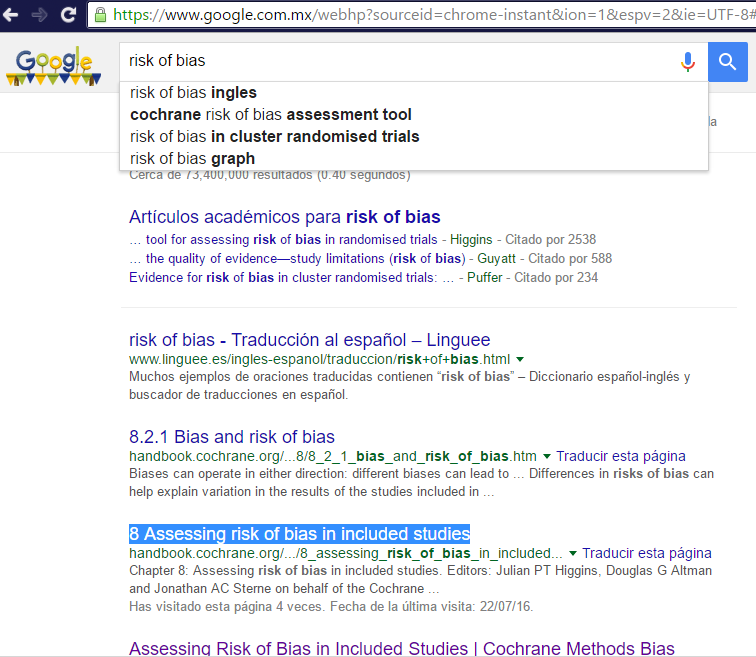 https://www.google.com.mx/webhp?sourceid=chrome-instant&ion=1&espv=2&ie=UTF-8#
Google
risk of bias
risk of bias ingles
cochrane risk of bias assessment tool
risk of bias in cluster randomised trials
risk of bias graph
Cerca de 73,400,000 resultados (0.40 segundos)
Artículos académicos para risk of bias
... tool for assessing risk of bias in randomised trials - Higgins - Citado por 2538
... the quality of evidence—study limitations (risk of bias) - Guyatt - Citado por 588
Evidence for risk of bias in cluster randomised trials: ... - Puffer - Citado por 234
risk of bias - Traducción al español – Linguee
www.linguee.es/ingles-espanol/traduccion/risk+of+bias.html
Muchos ejemplos de oraciones traducidas contienen “risk of bias” – Diccionario español-inglés y
buscador de traducciones en español.
8.2.1 Bias and risk of bias
handbook.cochrane.org/...8/8_2_1_bias_and_risk_of_bias.htm Traducir esta página
Biases can operate in either direction: different biases can lead to ... Differences in risks of bias can
help explain variation in the results of the studies included in ...
8 Assessing risk of bias in included studies
handbook.cochrane.org/.../8_assessing_risk_of_bias_in_included... Traducir esta página
Chapter 8: Assessing risk of bias in included studies. Editors: Julian PT Higgins, Douglas G Altman
and Jonathan AC Sterne on behalf of the Cochrane ...
Has visitado esta página 4 veces. Fecha de la última visita: 22/07/16.
Assessing Risk of Bias in Included Studies | Cochrane Methods Bias